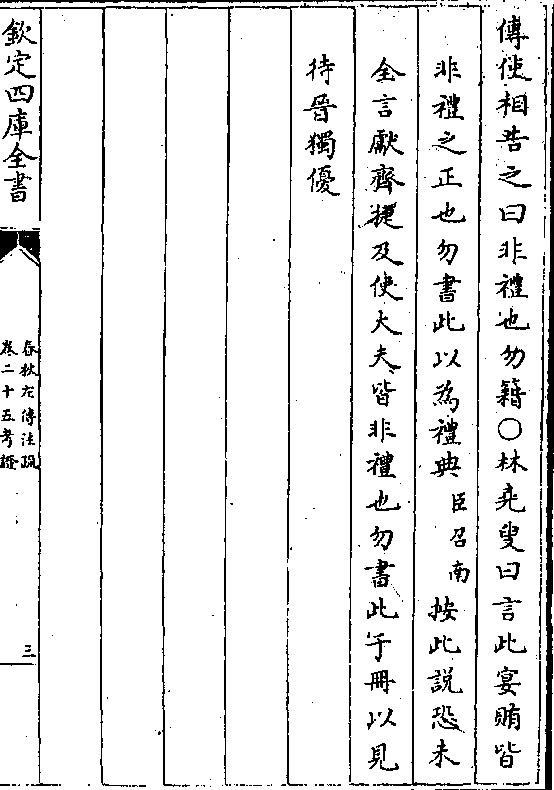 傳使相告之曰非禮也勿籍○林堯叟曰言此宴賄皆
非禮之正也勿書此以為禮典臣召南按此說恐未
全言獻齊捷及使大夫皆非禮也勿書此于冊以見
待晉獨優
欽定四庫全書
春秋左傳注疏
卷二十五考證
三